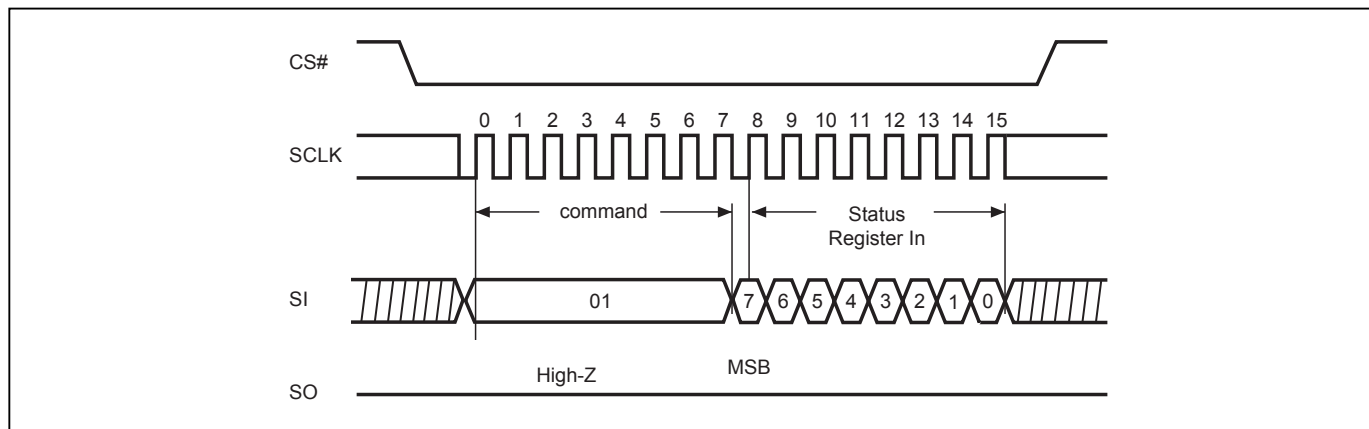 CS#
0 1 2 3 4 5 6 7 8 9 10 11 12 13 14 15
SCLK
command
Status
Register In
SI
01
7 6 5 4 3 2 1 0
High-Z
MSB
SO